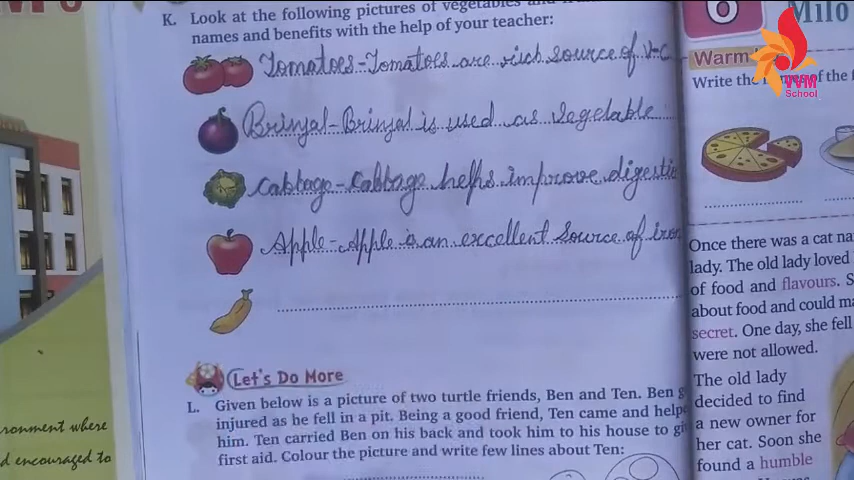 K. Look at the following pictures of vegetables and
names and benefits with the help of your teacher:
Tomatoes-Tomatoes are rich source of V-C
Brinjal-Brinjal is used as vegetable
Cabbage-Cabbage helps improve digestio
Apple-Apple is an excellent source of iron
Let's Do More
L. Given below is a picture of two turtle friends, Ben and Ten. Ben g
injured as he fell in a pit. Being a good friend, Ten came and helpe
him. Ten carried Ben on his back and took him to his house to gi
first aid. Colour the picture and write few lines about Ten:
ronment where
d encouraged to
6
Milo
Warm
Write the names of the f
VVM
School
Once there was a cat na
lady. The old lady loved
of food and flavours. S
about food and could ma
secret. One day, she fell
were not allowed.
The old lady
decided to find
a new owner for
her cat. Soon she
found a humble